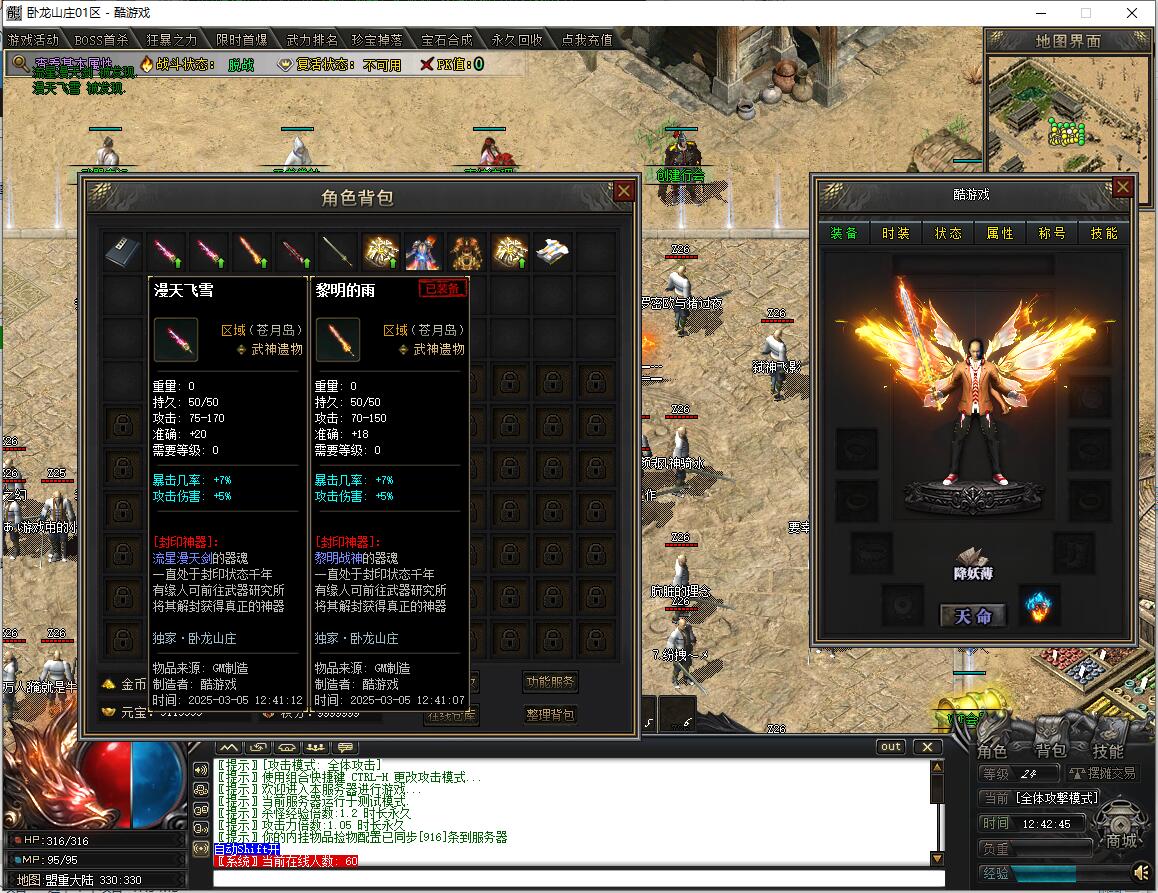 卧龙山庄01区 - 酷游戏
游戏活动 BOSS首杀 狂暴之力 限时首爆 武力排名 珍宝掉落 宝石合成 永久回收 点我充值
战斗状态: 脱战 复活状态: 不可用 PK值: 0
漫天飞雪 被发现.
地图界面
创建行会
角色背包
漫天飞雪
区域(苍月岛)
武神遗物
重量: 0
持久: 50/50
攻击: 75-170
准确: +20
需要等级: 0
暴击几率: +7%
攻击伤害: +5%
[封印神器]:
流星漫天剑的器魂
一直处于封印状态千年
有缘人可前往武器研究所
将其解封获得真正的神器
独家·卧龙山庄
物品来源: GM制造
制造者: 酷游戏
时间: 2025-03-05 12:41:12
黎明的雨
已装备
区域(苍月岛)
武神遗物
重量: 0
持久: 50/50
攻击: 70-150
准确: +18
需要等级: 0
暴击几率: +7%
攻击伤害: +5%
[封印神器]:
黎明战神的器魂
一直处于封印状态千年
有缘人可前往武器研究所
将其解封获得真正的神器
独家·卧龙山庄
物品来源: GM制造
制造者: 酷游戏
时间: 2025-03-05 12:41:07
金币
元宝:
功能服务
在线仓库
整理背包
酷游戏
装备 时装 状态 属性 称号 技能
降妖薄
天命
Z26
Z26
弑神飞影
Z26
Z26
Z26
Z26
Z25
Z26
5 6
out
【提示】[攻击模式: 全体攻击]
【提示】使用组合快捷键 CTRL-H 更改攻击模式...
【提示】欢迎进入本服务器进行游戏...
【提示】当前服务器运行于测试模式.
【提示】杀怪经验倍数:1.2 时长永久
【提示】攻击力倍数:1.05 时长永久
【提示】你的内挂物品捡物配置已同步[916]条到服务器
自动Shift开
【系统】当前在线人数: 60
HP:316/316
MP:95/95
地图:盟重大陆 330:330
角色 背包 技能
等级 24 摆摊交易
当前 [全体攻击模式]
时间 12:42:45
负重
经验
商城